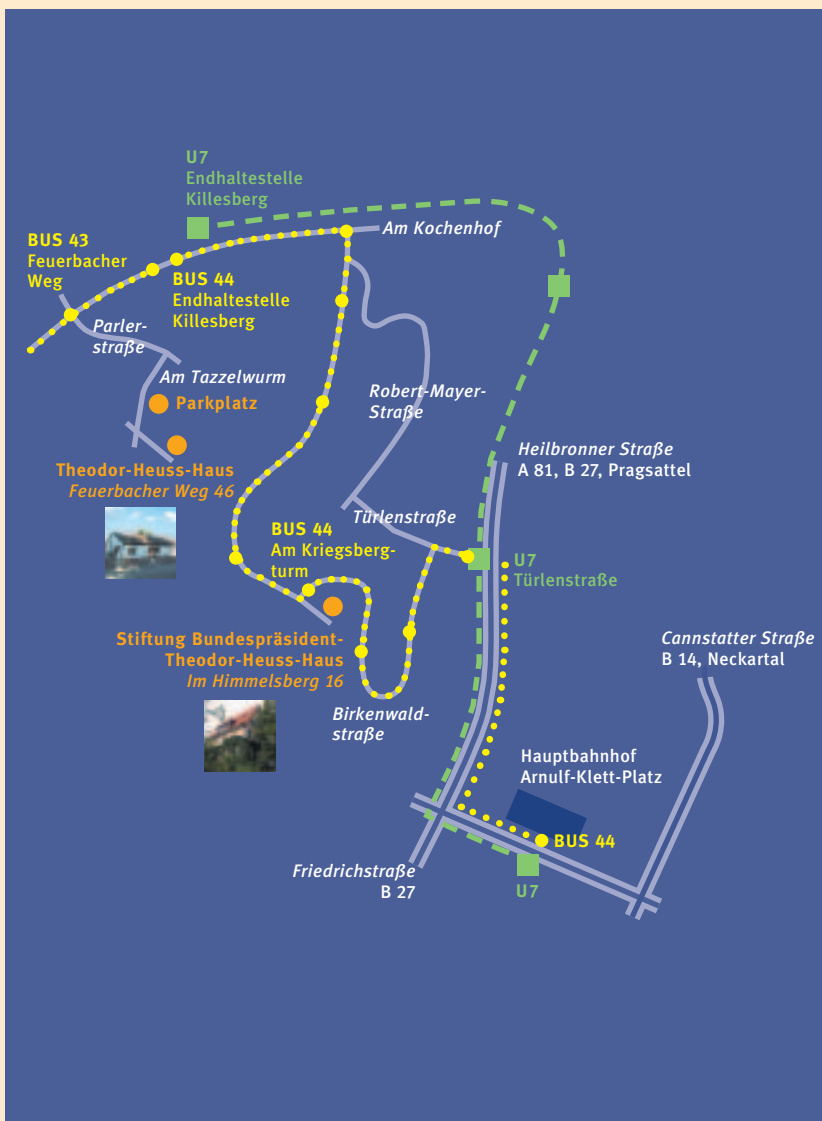 U7
Endhaltestelle
Killesberg
Am Kochenhof
BUS 43
Feuerbacher
Weg
BUS 44
Endhaltestelle
Killesberg
Parler-
straße
Am Tazzelwurm
Parkplatz
Robert-Mayer-
Straße
Heilbronner Straße
A 81, B 27, Pragsattel
Theodor-Heuss-Haus
Feuerbacher Weg 46
Türlenstraße
BUS 44
Am Kriegsberg-
turm
U7
Türlenstraße
Stiftung Bundespräsident-
Theodor-Heuss-Haus
Im Himmelsberg 16
Cannstatter Straße
B 14, Neckartal
Birkenwald-
straße
Hauptbahnhof
Arnulf-Klett-Platz
BUS 44
Friedrichstraße
B 27
U7